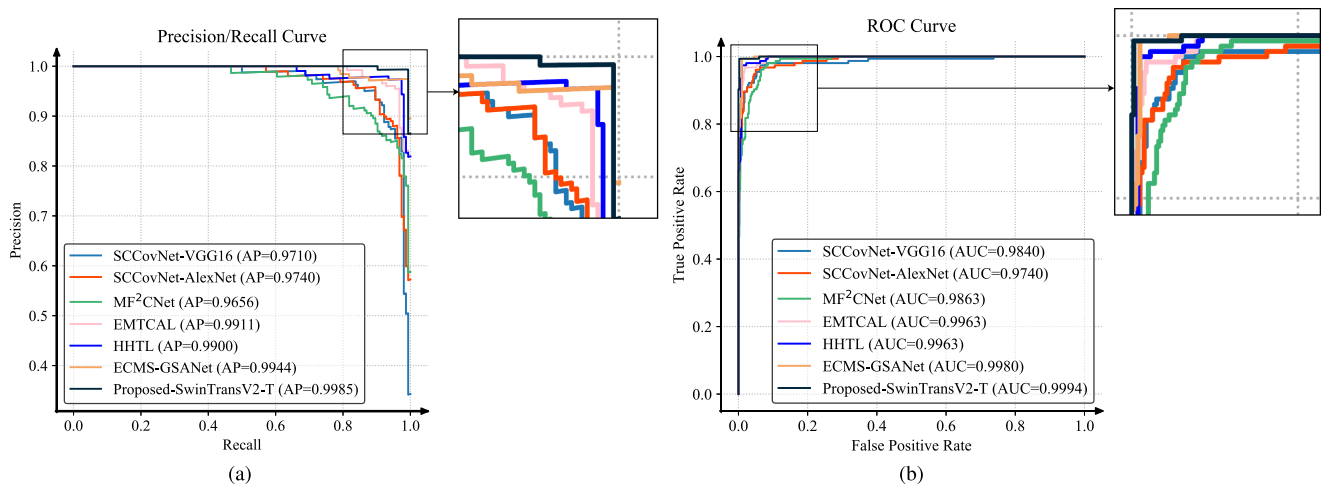 Precision/Recall Curve
1.0
0.9
0.8
0.7
0.6
0.5
0.4
Precision
SCCovNet-VGG16 (AP=0.9710)
SCCovNet-AlexNet (AP=0.9740)
MF²CNet (AP=0.9656)
EMTCAL (AP=0.9911)
HHTL (AP=0.9900)
ECMS-GSANet (AP=0.9944)
Proposed-SwinTransV2-T (AP=0.9985)
0.0 0.2 0.4 0.6 0.8 1.0
Recall
(a)
ROC Curve
1.0
0.8
0.6
0.4
0.2
0.0
True Positive Rate
SCCovNet-VGG16 (AUC=0.9840)
SCCovNet-AlexNet (AUC=0.9740)
MF²CNet (AUC=0.9863)
EMTCAL (AUC=0.9963)
HHTL (AUC=0.9963)
ECMS-GSANet (AUC=0.9980)
Proposed-SwinTransV2-T (AUC=0.9994)
0.0 0.2 0.4 0.6 0.8 1.0
False Positive Rate
(b)